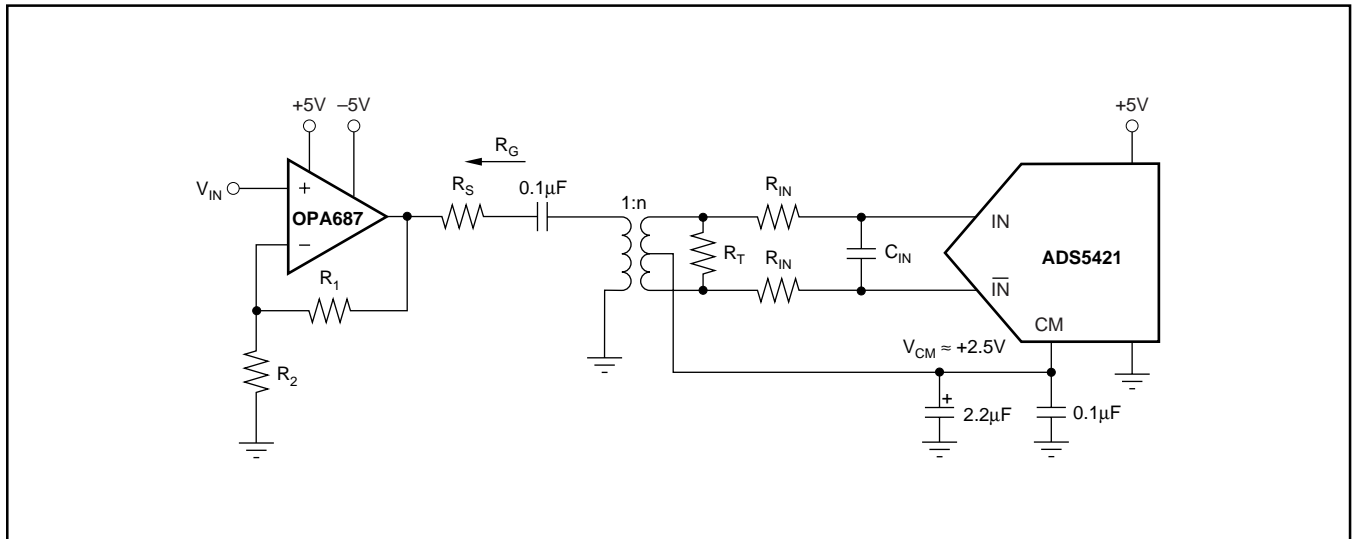 +5V –5V
+5V
R_G
V_IN
+
OPA687
–
R_S
0.1µF
1:n
R_IN
R_T
R_IN
C_IN
IN
ADS5421
I̅N̅
CM
R_1
R_2
V_CM ≈ +2.5V
+
2.2µF
0.1µF